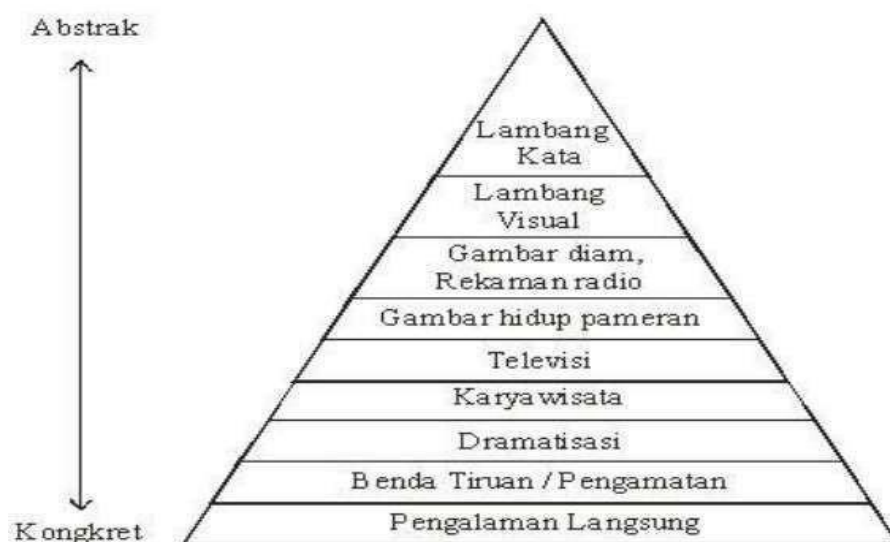 Abstrak
Lambang
Kata
Lambang
Visual
Gambar diam,
Rekaman radio
Gambar hidup pameran
Televisi
Karyawisata
Dramatisasi
Benda Tiruan / Pengamatan
Pengalaman Langsung
Kongkret